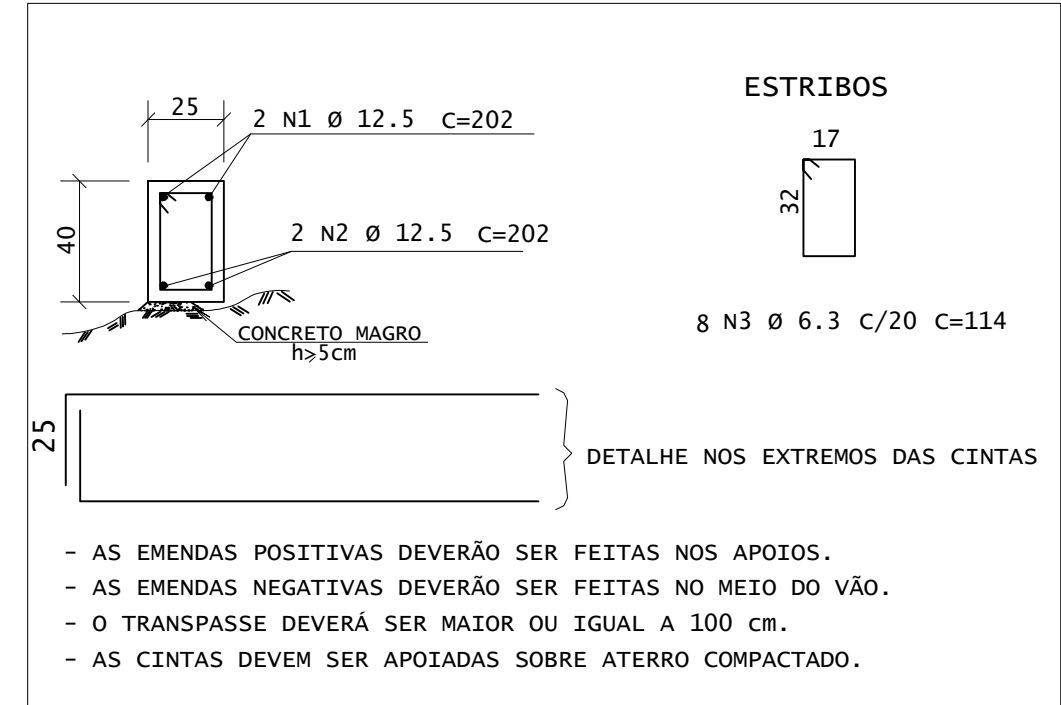 25
2 N1 Ø 12.5 C=202
40
2 N2 Ø 12.5 C=202
CONCRETO MAGRO
h⩾5cm
ESTRIBOS
17
32
8 N3 Ø 6.3 C/20 C=114
25
DETALHE NOS EXTREMOS DAS CINTAS
- AS EMENDAS POSITIVAS DEVERÃO SER FEITAS NOS APOIOS.
- AS EMENDAS NEGATIVAS DEVERÃO SER FEITAS NO MEIO DO VÃO.
- O TRANSPASSE DEVERÁ SER MAIOR OU IGUAL A 100 cm.
- AS CINTAS DEVEM SER APOIADAS SOBRE ATERRO COMPACTADO.